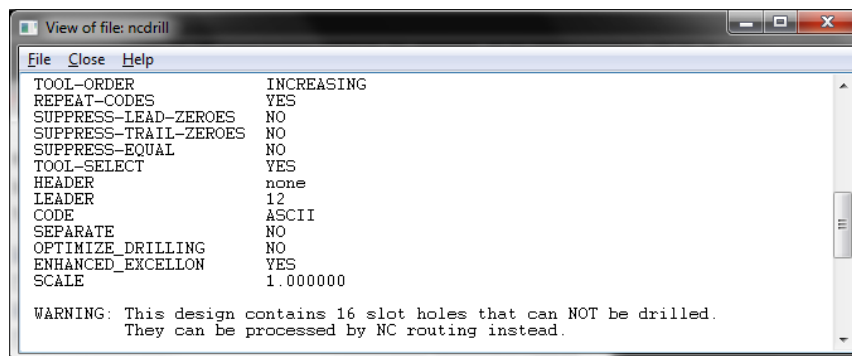 View of file: ncdrill
File Close Help
TOOL-ORDER INCREASING
REPEAT-CODES YES
SUPPRESS-LEAD-ZEROES NO
SUPPRESS-TRAIL-ZEROES NO
SUPPRESS-EQUAL NO
TOOL-SELECT YES
HEADER none
LEADER 12
CODE ASCII
SEPARATE NO
OPTIMIZE_DRILLING NO
ENHANCED_EXCELLON YES
SCALE 1.000000
WARNING: This design contains 16 slot holes that can NOT be drilled.
They can be processed by NC routing instead.